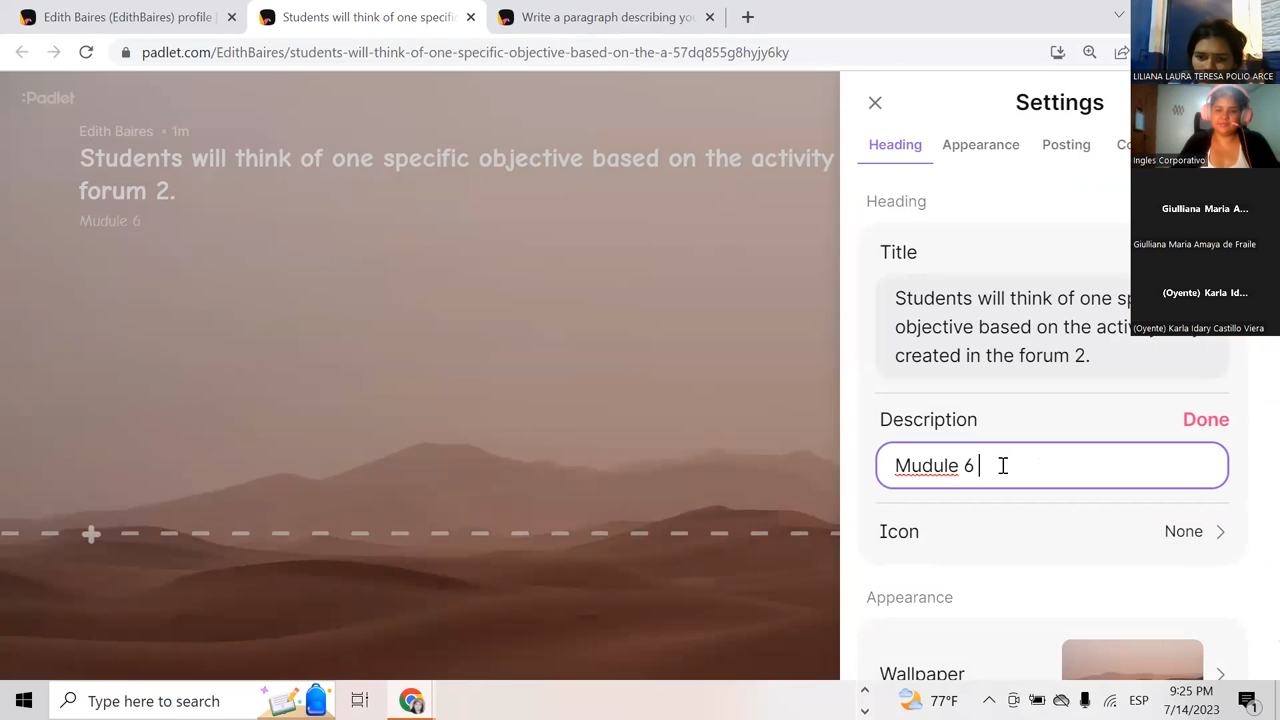 Edith Baires (EdithBaires) profile
Students will think of one specific
Write a paragraph describing you
padlet.com/EdithBaires/students-will-think-of-one-specific-objective-based-on-the-a-57dq855g8hyjy6ky
:Padlet
Edith Baires • 1m
Students will think of one specific objective based on the activity
forum 2.
Mudule 6
Settings
Heading
Appearance
Posting
Heading
Title
Students will think of one sp
objective based on the activ
created in the forum 2.
Description
Done
Mudule 6
Icon
None
Appearance
Wallpaper
LILIANA LAURA TERESA POLIO ARCE
Ingles Corporativo
Giulliana Maria A...
Giulliana Maria Amaya de Fraile
(Oyente) Karla Id...
(Oyente) Karla Idary Castillo Viera
Type here to search
77°F
ESP
9:25 PM
7/14/2023
1